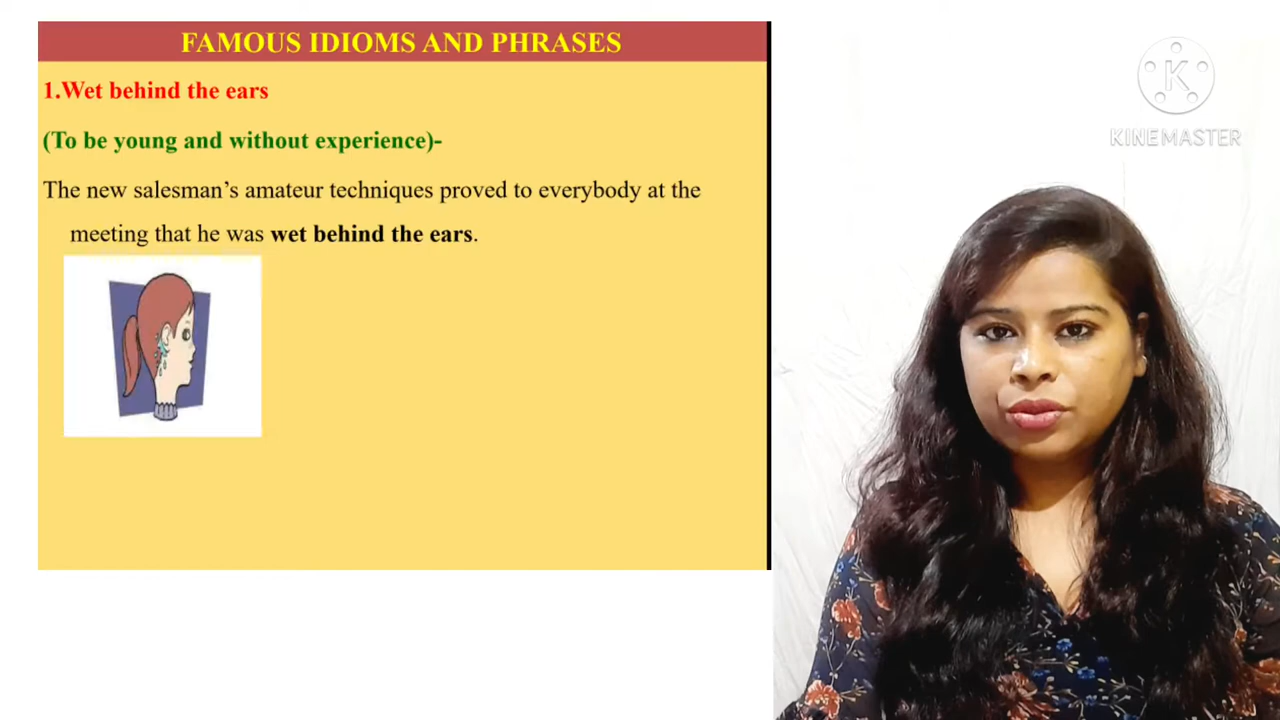 FAMOUS IDIOMS AND PHRASES
1.Wet behind the ears
(To be young and without experience)-
The new salesman’s amateur techniques proved to everybody at the
meeting that he was wet behind the ears.
K
KINEMASTER